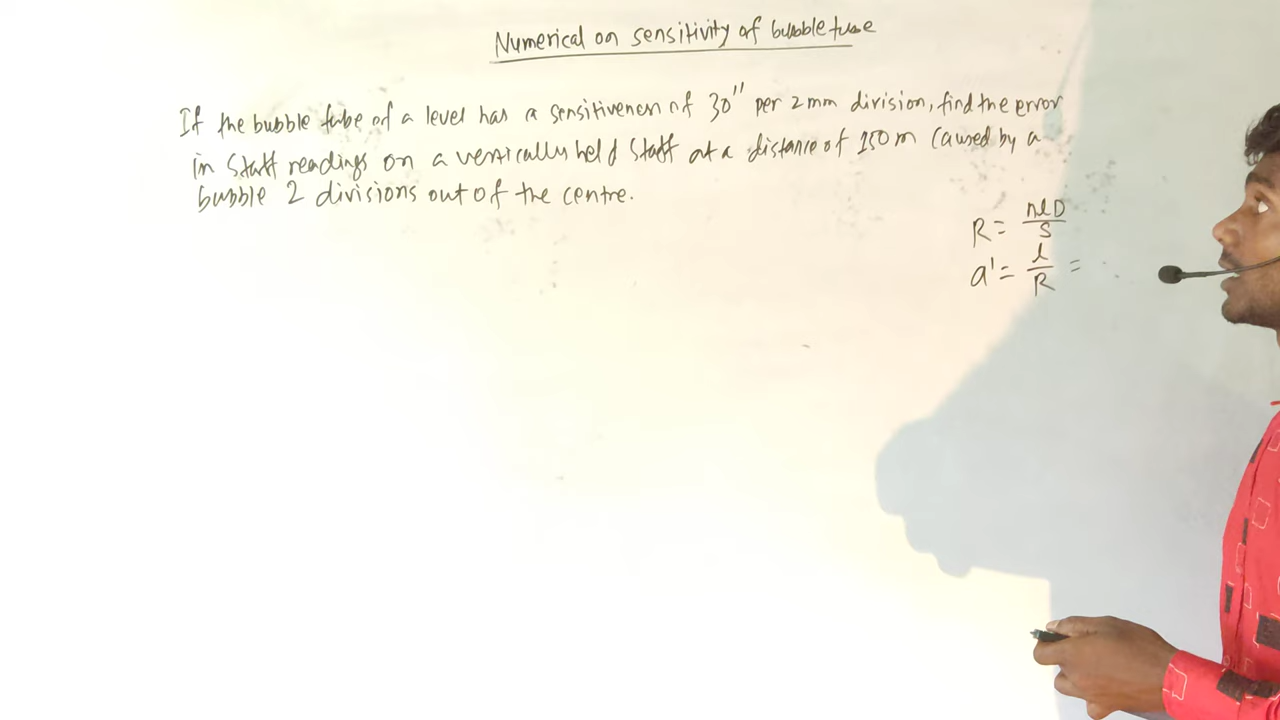 Numerical on sensitivity of bubble tube
If the bubble tube of a level has a sensitiveness of 30" per 2mm division, find the error
in staff readings on a vertically held staff at a distance of 150m caused by a
bubble 2 divisions out of the centre.
R = nlD/S
a' = l/R =